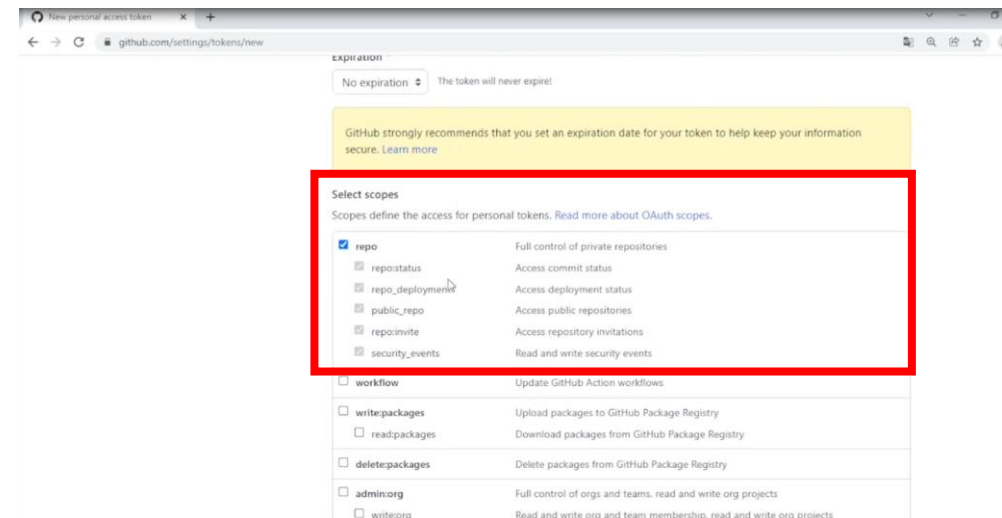 New personal access token
github.com/settings/tokens/new
Expiration
No expiration The token will never expire!
GitHub strongly recommends that you set an expiration date for your token to help keep your information
secure. Learn more
Select scopes
Scopes define the access for personal tokens. Read more about OAuth scopes.
repo Full control of private repositories
repo:status Access commit status
repo_deployment Access deployment status
public_repo Access public repositories
repo:invite Access repository invitations
security_events Read and write security events
workflow Update GitHub Action workflows
write:packages Upload packages to GitHub Package Registry
read:packages Download packages from GitHub Package Registry
delete:packages Delete packages from GitHub Package Registry
admin:org Full control of orgs and teams, read and write org projects
write:org Read and write org and team membership, read and write org projects